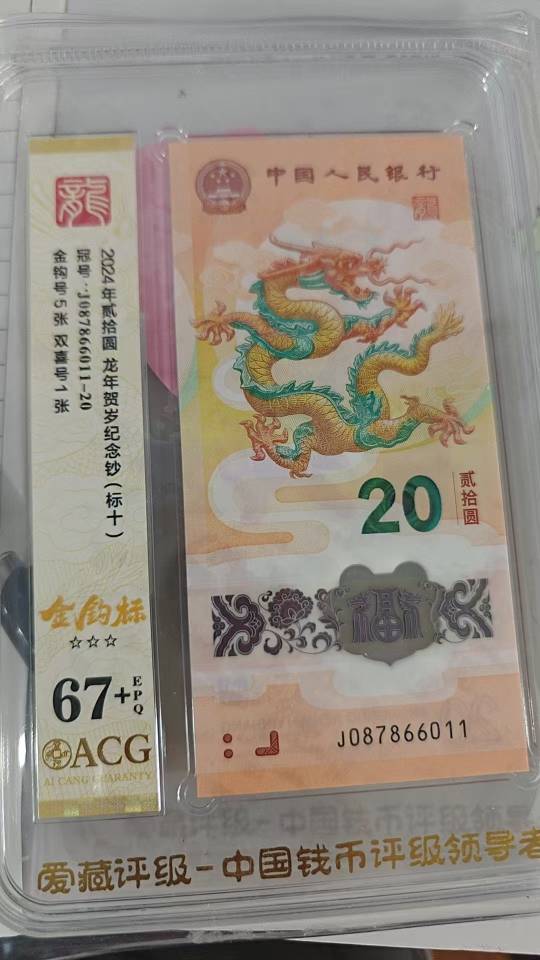 龍
2024年贰拾圆 龙年贺岁纪念钞(标十)
冠号:J087866011-20
金钩号5张 双喜号1张
金钩标
☆☆☆
67+EPQ
ACG
AI CANG GUARANTY
中国人民银行
20
贰拾圆
福
J087866011
爱藏评级-中国钱币评级领导者